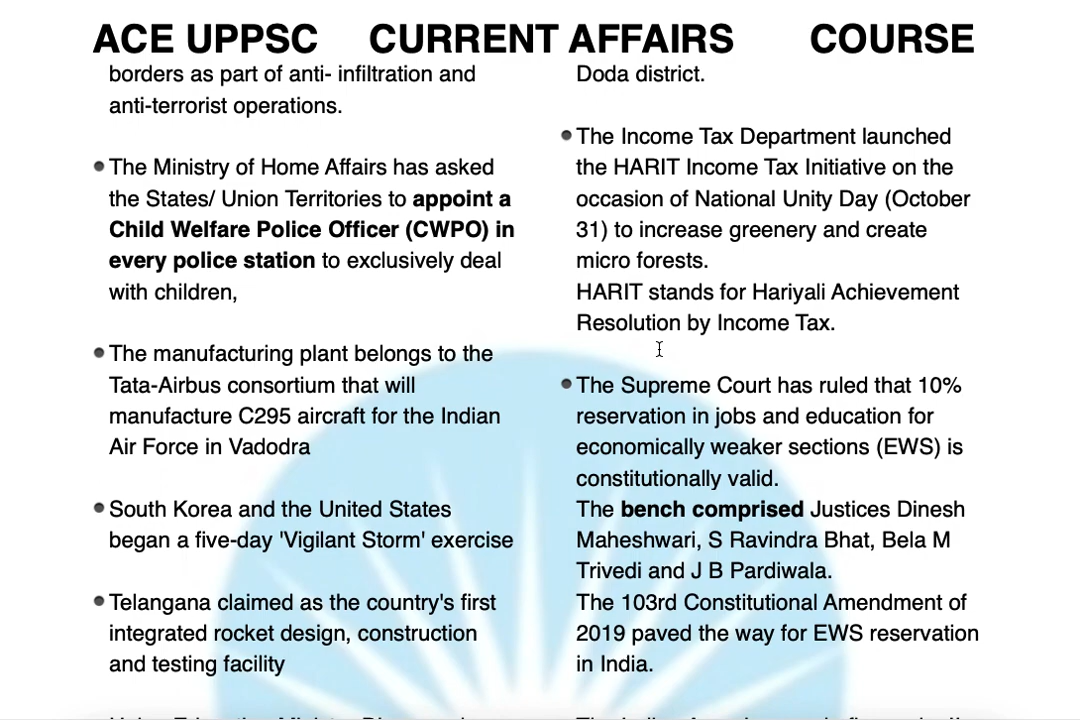 ACE UPPSC CURRENT AFFAIRS COURSE
borders as part of anti- infiltration and
anti-terrorist operations.
The Ministry of Home Affairs has asked
the States/ Union Territories to appoint a
Child Welfare Police Officer (CWPO) in
every police station to exclusively deal
with children,
The manufacturing plant belongs to the
Tata-Airbus consortium that will
manufacture C295 aircraft for the Indian
Air Force in Vadodra
South Korea and the United States
began a five-day 'Vigilant Storm' exercise
Telangana claimed as the country's first
integrated rocket design, construction
and testing facility
Doda district.
The Income Tax Department launched
the HARIT Income Tax Initiative on the
occasion of National Unity Day (October
31) to increase greenery and create
micro forests.
HARIT stands for Hariyali Achievement
Resolution by Income Tax.
The Supreme Court has ruled that 10%
reservation in jobs and education for
economically weaker sections (EWS) is
constitutionally valid.
The bench comprised Justices Dinesh
Maheshwari, S Ravindra Bhat, Bela M
Trivedi and J B Pardiwala.
The 103rd Constitutional Amendment of
2019 paved the way for EWS reservation
in India.